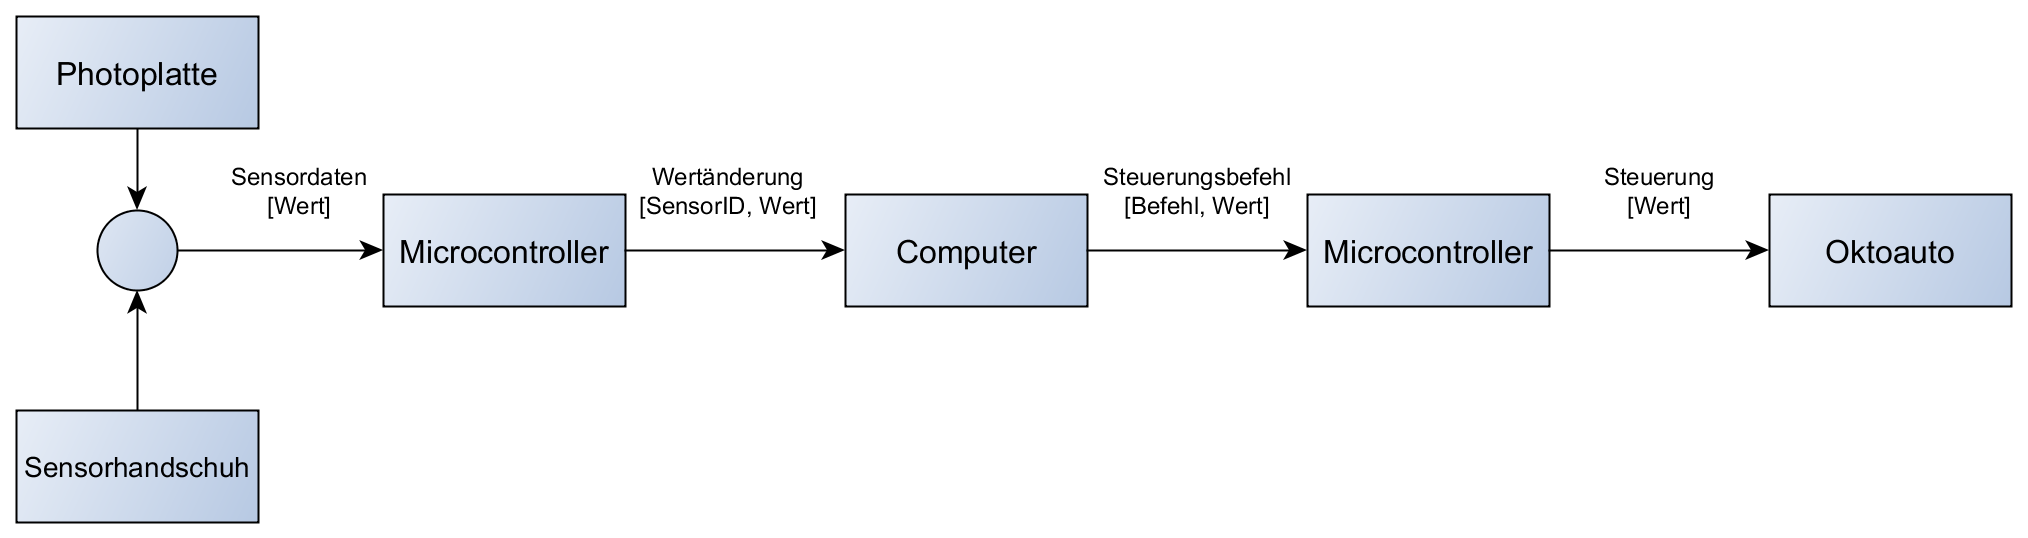 Photoplatte
Sensordaten
[Wert]
Wertänderung
[SensorID, Wert]
Steuerungsbefehl
[Befehl, Wert]
Steuerung
[Wert]
Microcontroller
Computer
Microcontroller
Oktoauto
Sensorhandschuh